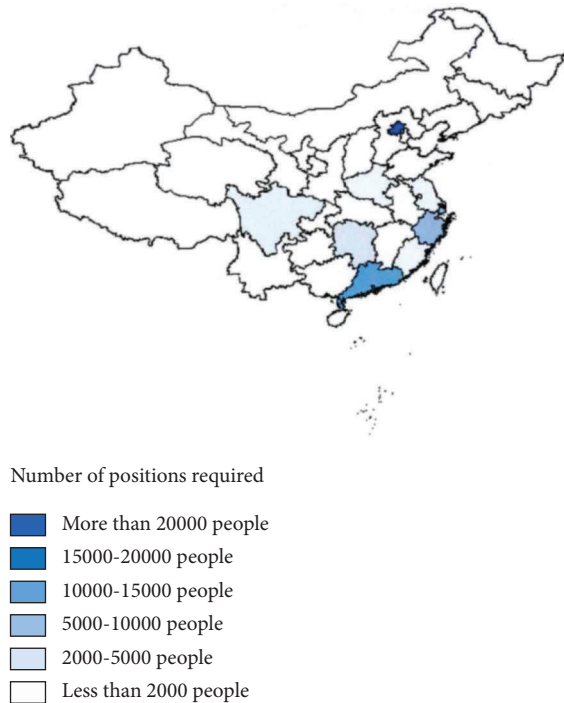 Number of positions required
More than 20000 people
15000-20000 people
10000-15000 people
5000-10000 people
2000-5000 people
Less than 2000 people